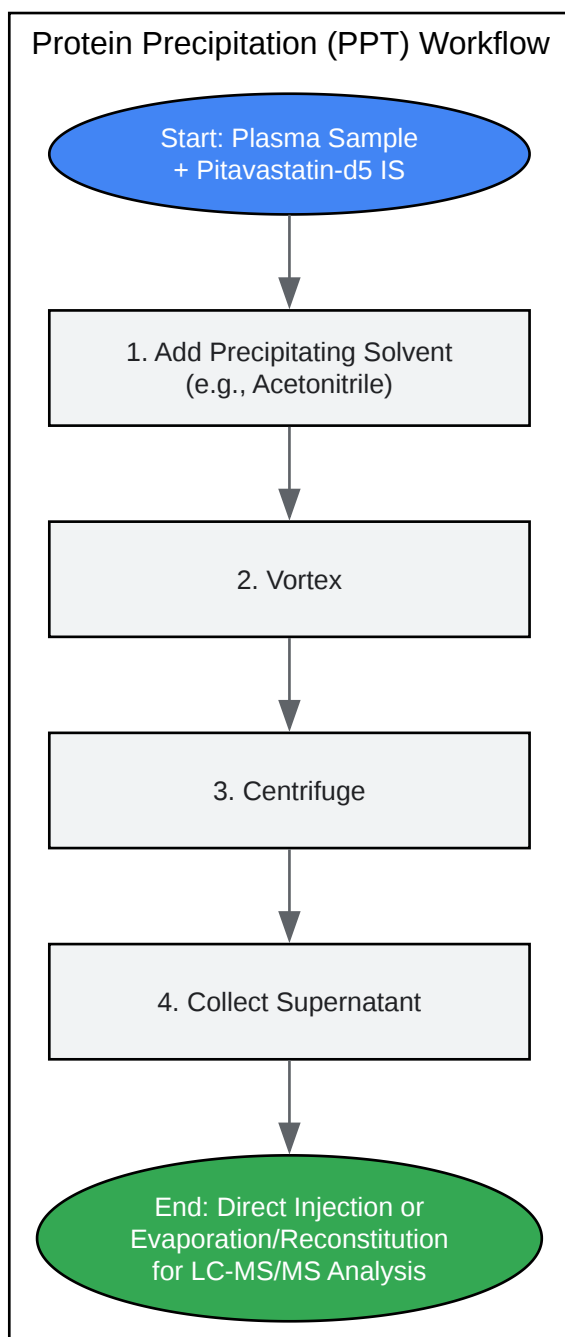 Protein Precipitation (PPT) Workflow
Start: Plasma Sample
+ Pitavastatin-d5 IS
1. Add Precipitating Solvent
(e.g., Acetonitrile)
2. Vortex
3. Centrifuge
4. Collect Supernatant
End: Direct Injection or
Evaporation/Reconstitution
for LC-MS/MS Analysis